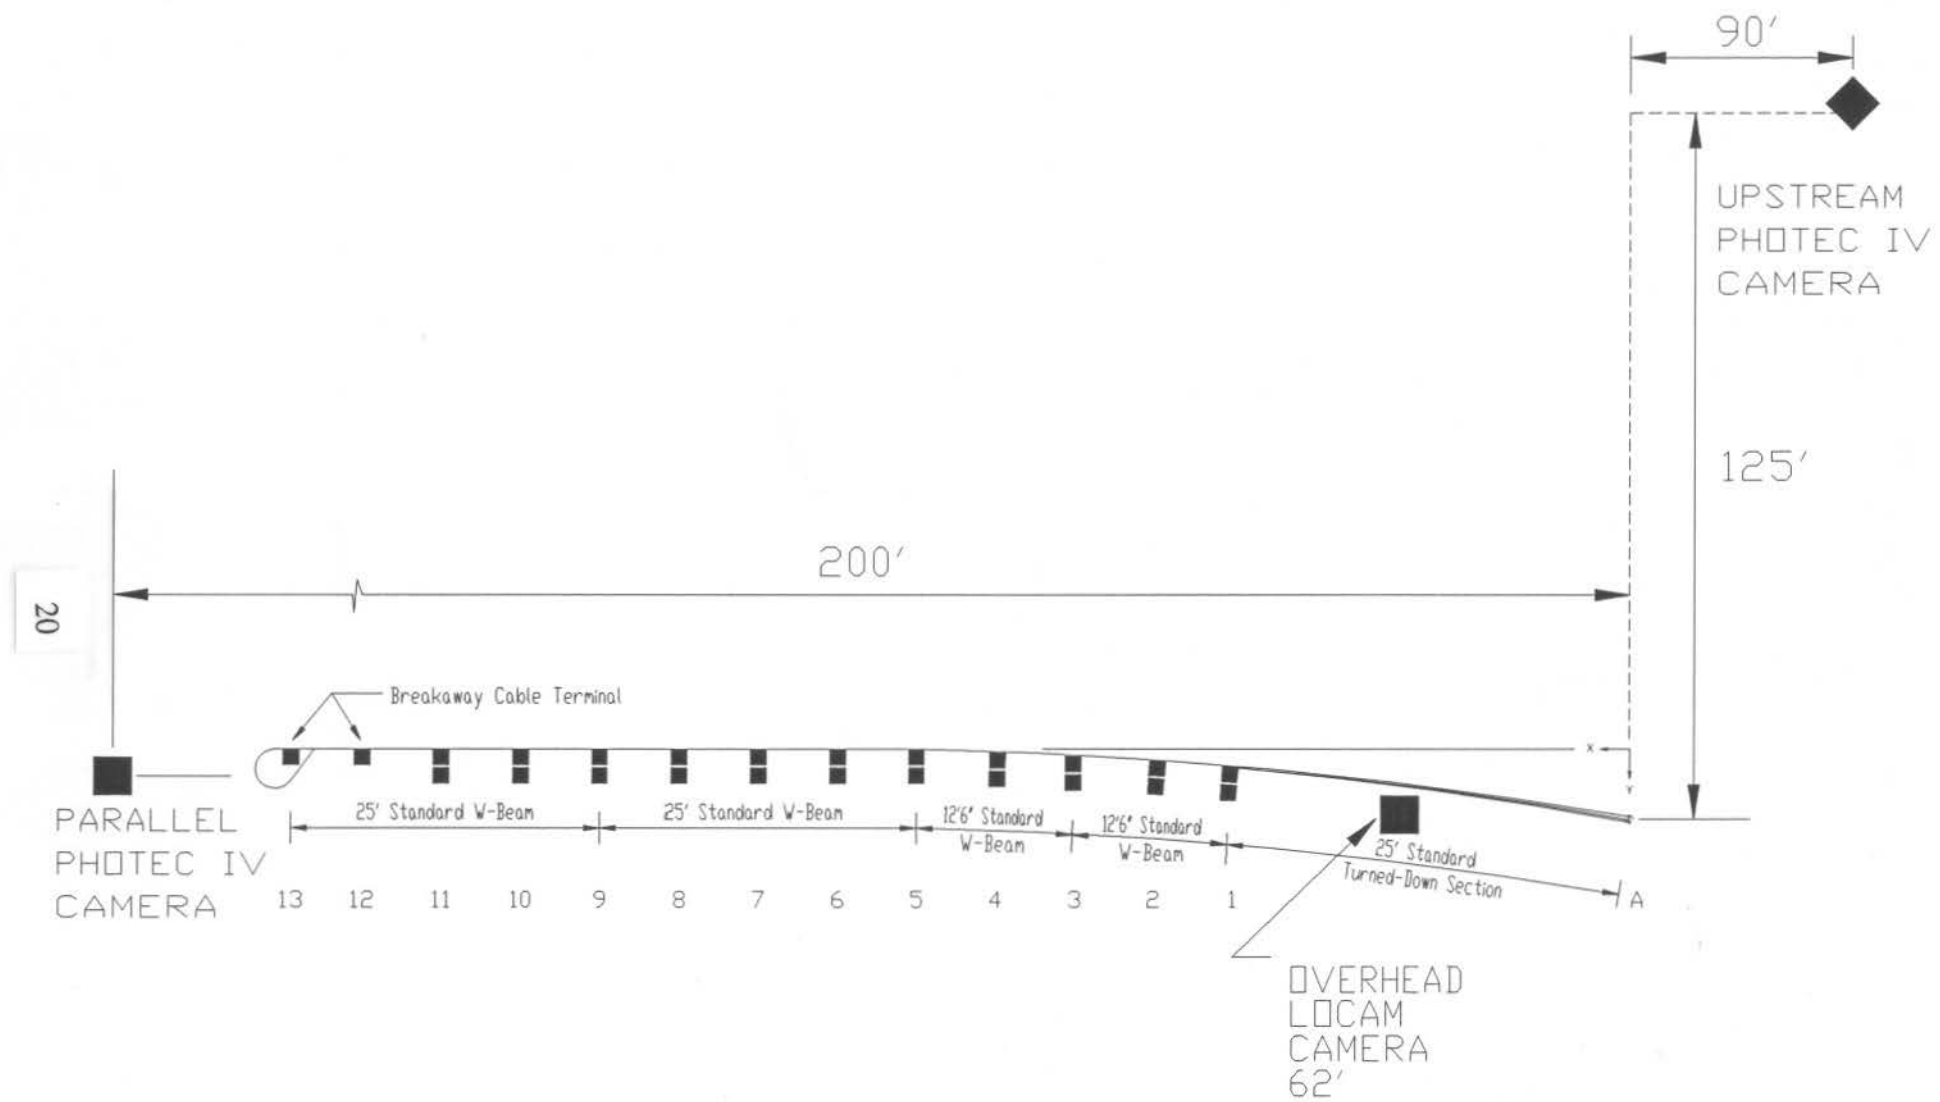 90'
UPSTREAM
PHOTEC IV
CAMERA
125'
200'
20
Breakaway Cable Terminal
X
Y
PARALLEL
PHOTEC IV
CAMERA
25' Standard W-Beam
25' Standard W-Beam
12'6" Standard
W-Beam
12'6" Standard
W-Beam
25' Standard
Turned-Down Section
13 12 11 10 9 8 7 6 5 4 3 2 1 A
OVERHEAD
LOCAM
CAMERA
62'